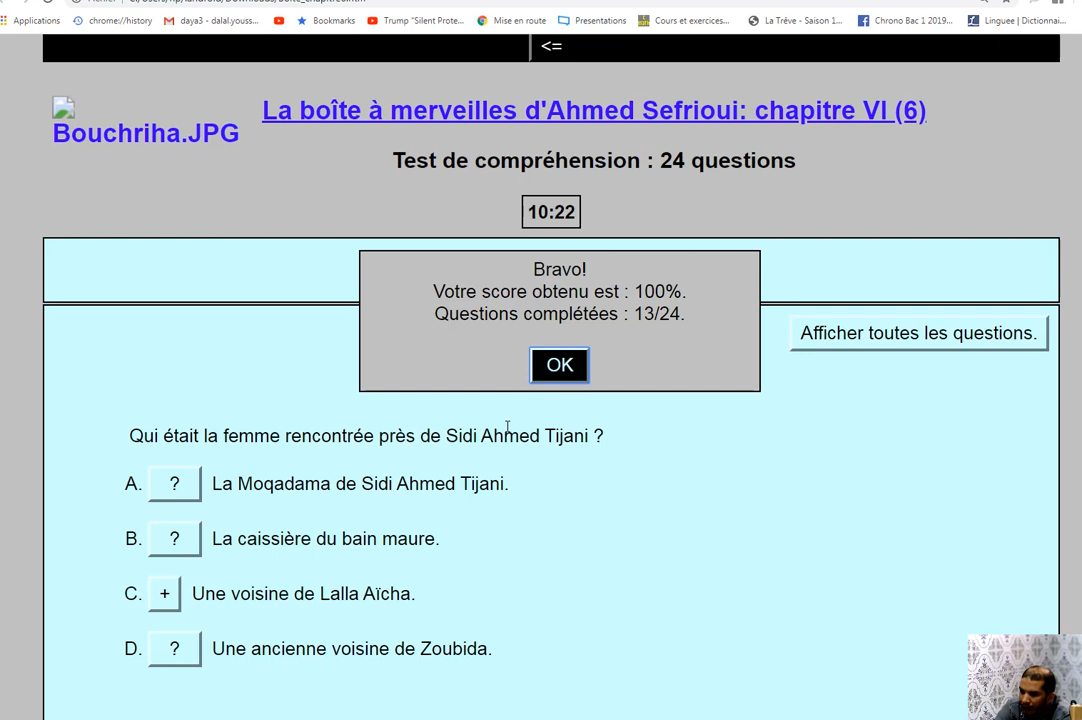 Applications chrome://history daya3 - dalal.youss... Bookmarks Trump "Silent Prote... Mise en route Presentations Cours et exercices... La Trêve - Saison 1... Chrono Bac 1 2019... Linguee | Dictionnai...
<=
Bouchriha.JPG
La boîte à merveilles d'Ahmed Sefrioui: chapitre VI (6)
Test de compréhension : 24 questions
10:22
Bravo!
Votre score obtenu est : 100%.
Questions complétées : 13/24.
OK
Afficher toutes les questions.
Qui était la femme rencontrée près de Sidi Ahmed Tijani ?
A. ? La Moqadama de Sidi Ahmed Tijani.
B. ? La caissière du bain maure.
C. + Une voisine de Lalla Aïcha.
D. ? Une ancienne voisine de Zoubida.